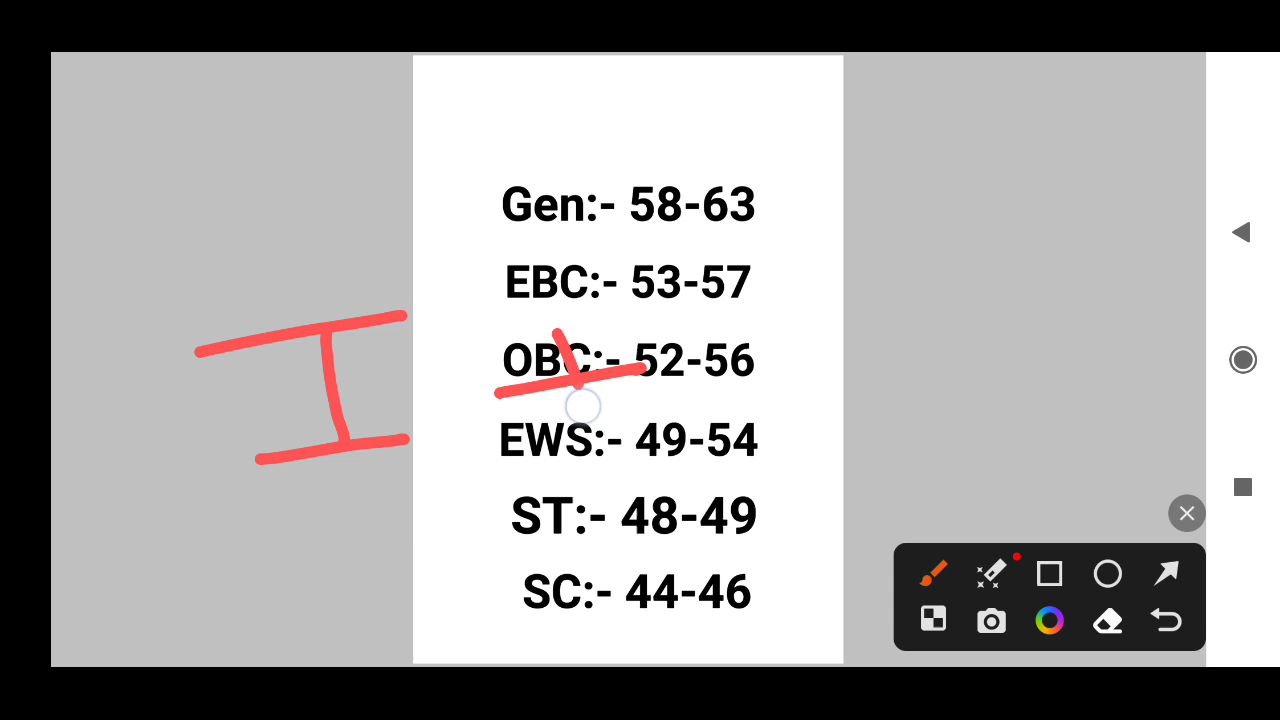 Gen:- 58-63
EBC:- 53-57
OBC:- 52-56
EWS:- 49-54
ST:- 48-49
SC:- 44-46